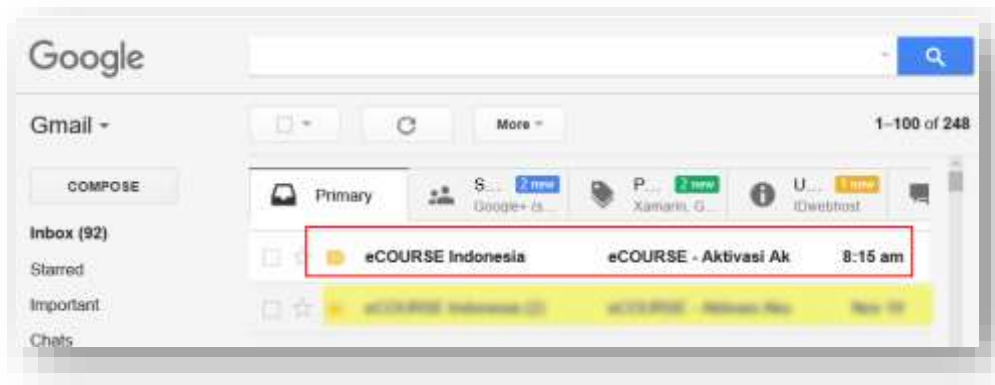 Google
Gmail
More
1–100 of 248
COMPOSE
Primary
S... 2 new
Google+ (s...
P... 2 new
Xamarin, G...
U... 1 new
IDwebhost
Inbox (92)
eCOURSE Indonesia eCOURSE - Aktivasi Ak 8:15 am
Starred
Important
Chats